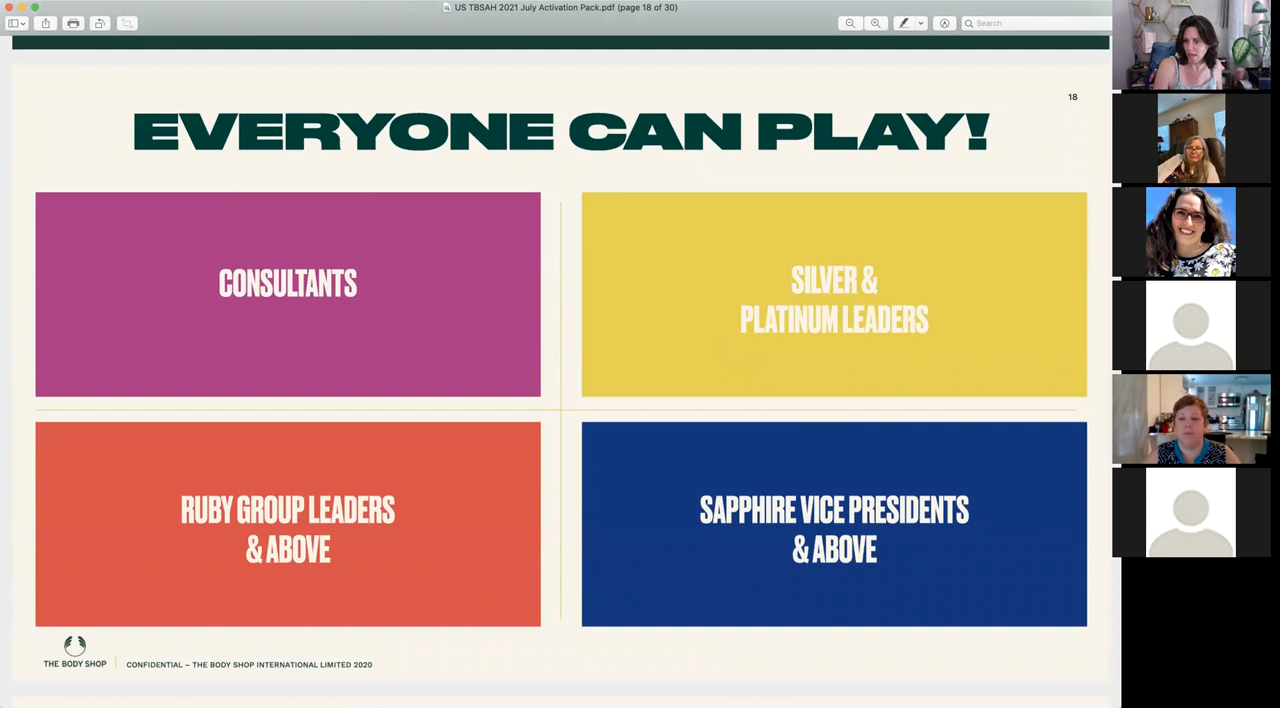 US TBSAH 2021 July Activation Pack.pdf (page 18 of 30)
Search
18
EVERYONE CAN PLAY!
CONSULTANTS
SILVER &
PLATINUM LEADERS
RUBY GROUP LEADERS
& ABOVE
SAPPHIRE VICE PRESIDENTS
& ABOVE
THE BODY SHOP
CONFIDENTIAL – THE BODY SHOP INTERNATIONAL LIMITED 2020